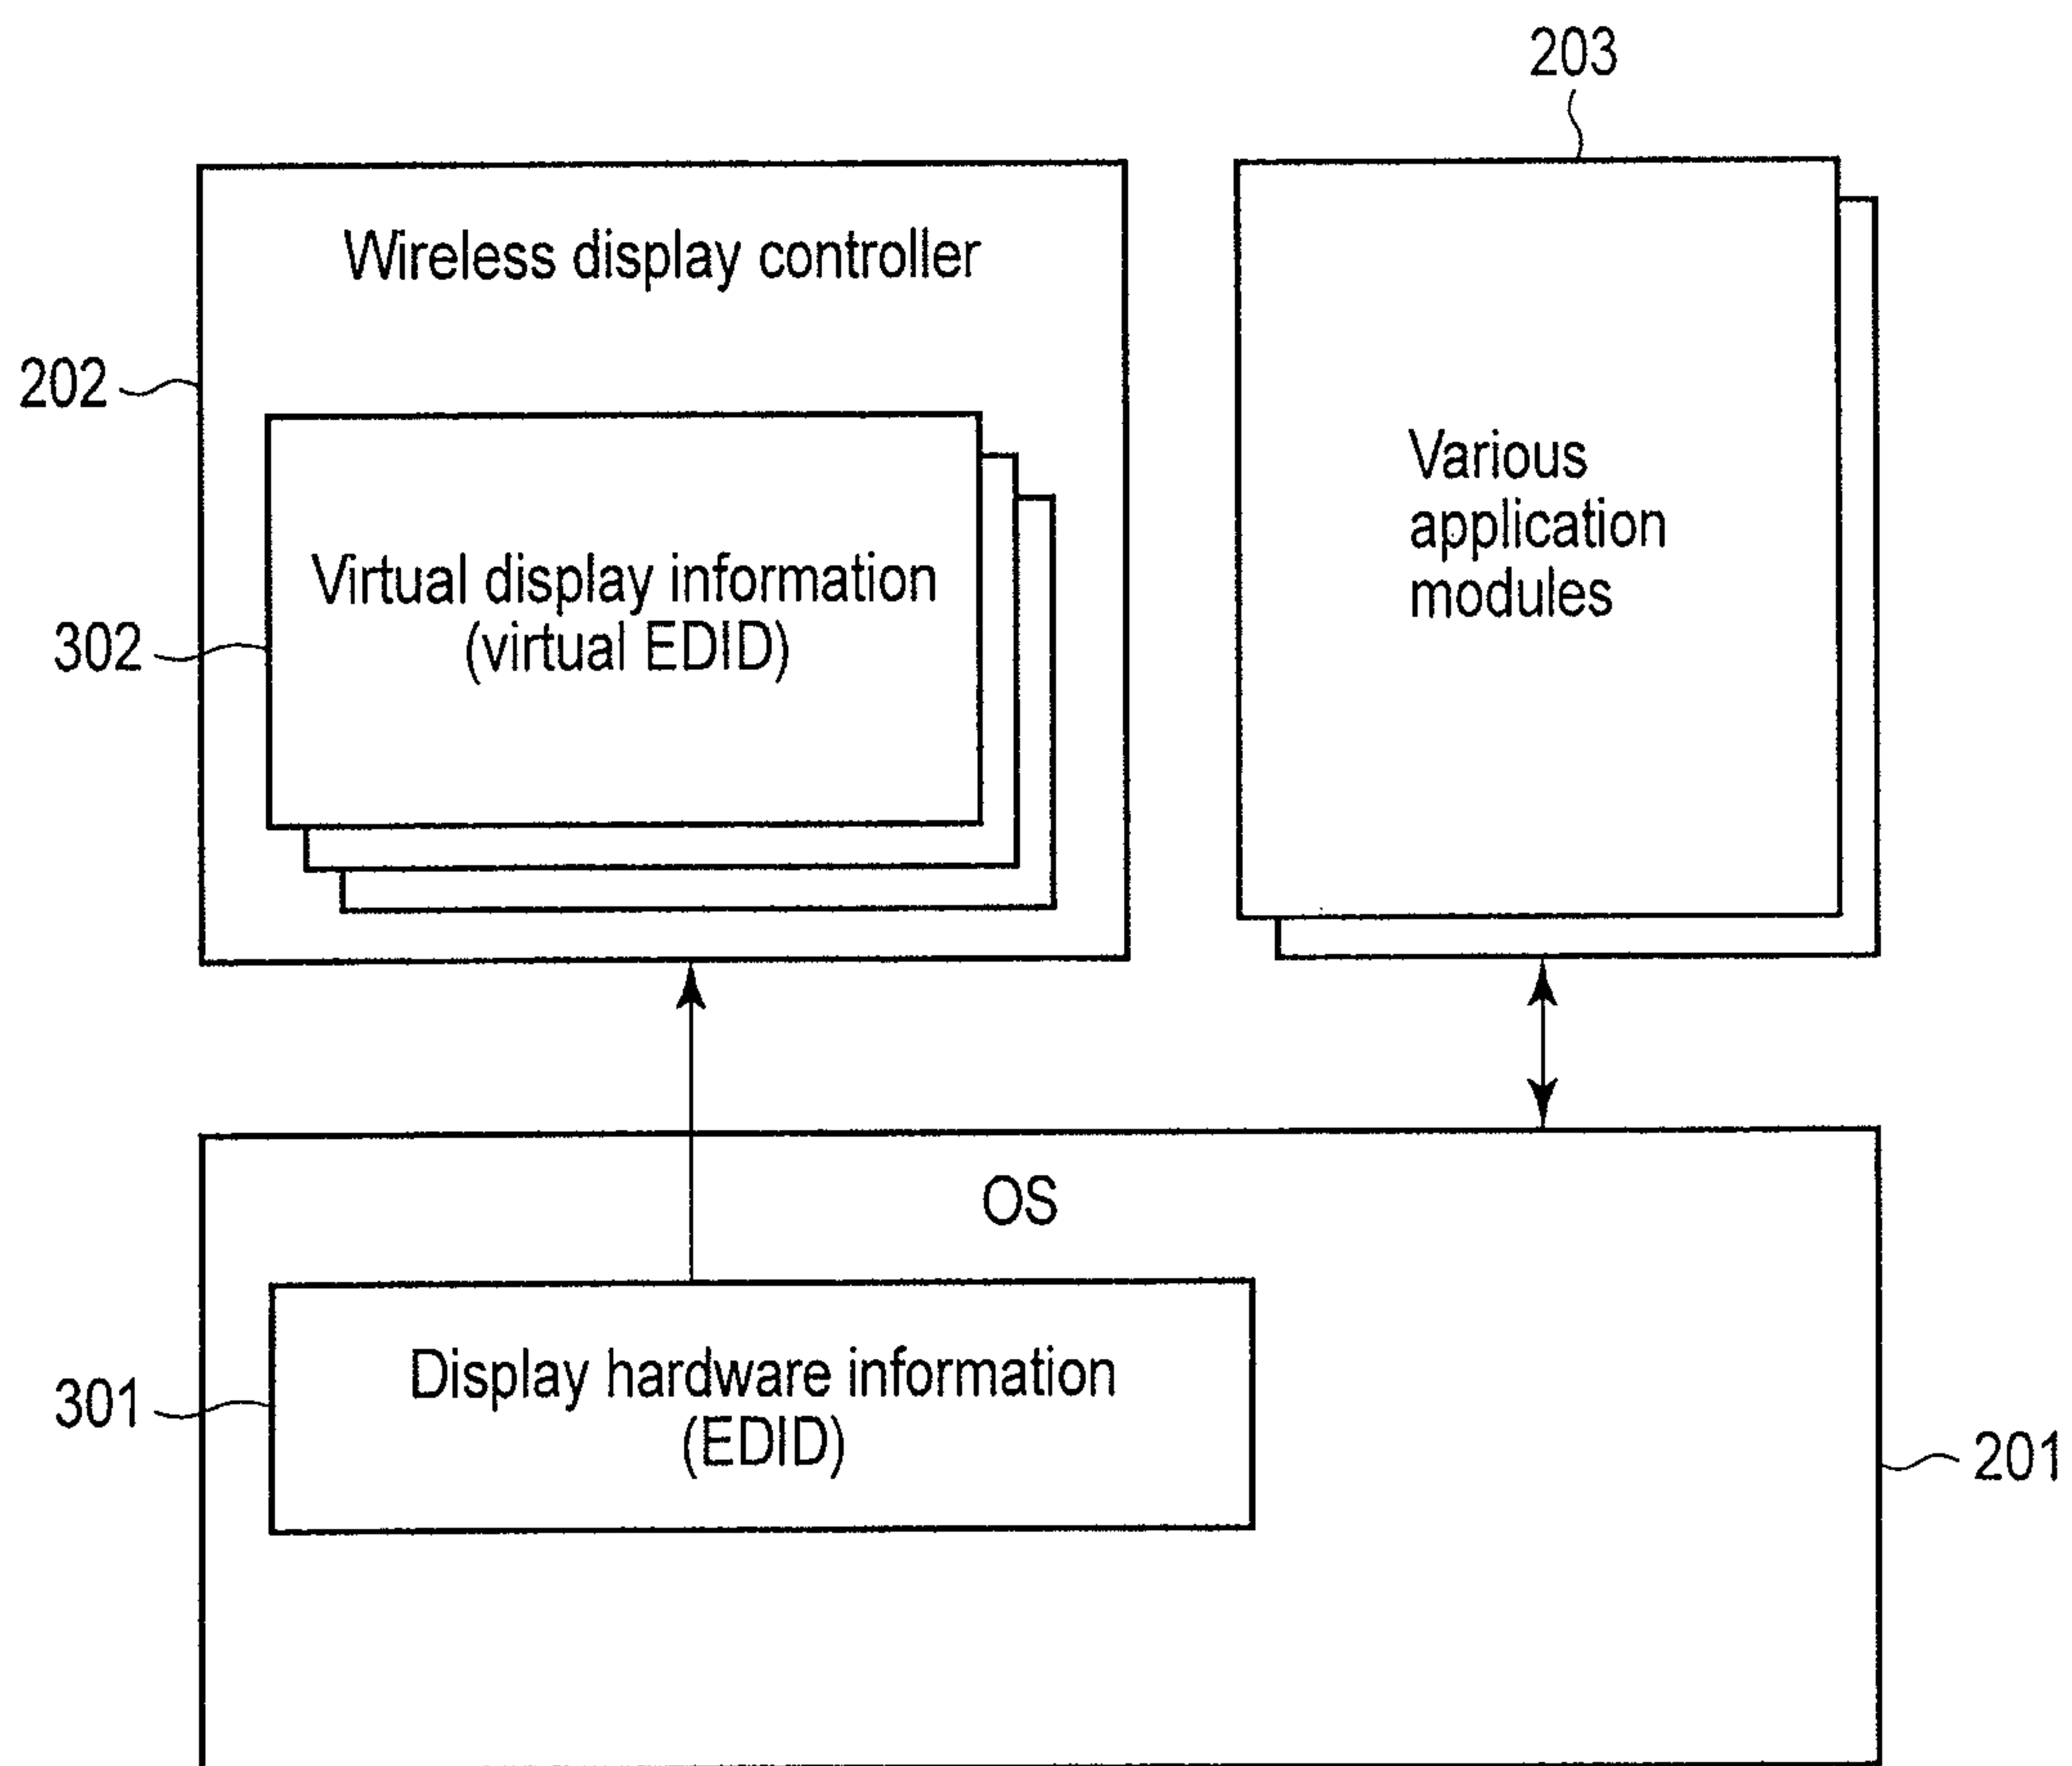 203
Wireless display controller
202
Various
application
modules
Virtual display information
(virtual EDID)
302
OS
Display hardware information
(EDID)
301
201